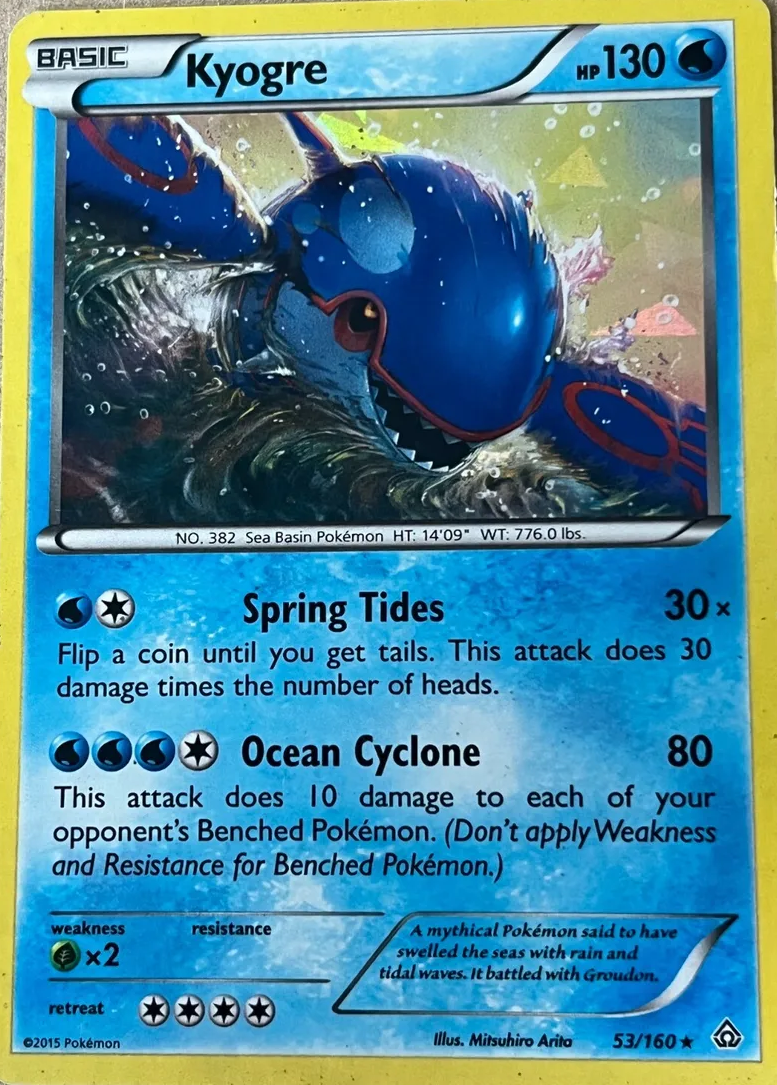 BASIC Kyogre HP 130
NO. 382 Sea Basin Pokémon HT: 14'09" WT: 776.0 lbs.
Spring Tides 30×
Flip a coin until you get tails. This attack does 30
damage times the number of heads.
Ocean Cyclone 80
This attack does 10 damage to each of your
opponent's Benched Pokémon. (Don't apply Weakness
and Resistance for Benched Pokémon.)
weakness resistance
×2
retreat
A mythical Pokémon said to have
swelled the seas with rain and
tidal waves. It battled with Groudon.
©2015 Pokémon Illus. Mitsuhiro Arita 53/160 ★